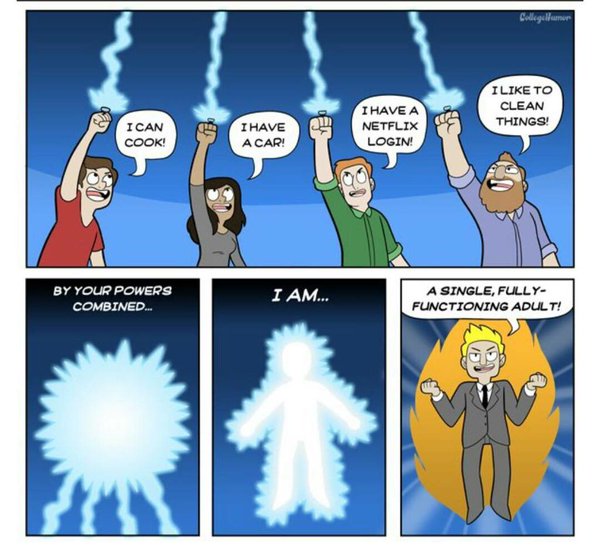 CollegeHumor
I CAN
COOK!
I HAVE
A CAR!
I HAVE A
NETFLIX
LOGIN!
I LIKE TO
CLEAN
THINGS!
BY YOUR POWERS
COMBINED...
I AM...
A SINGLE, FULLY-
FUNCTIONING ADULT!